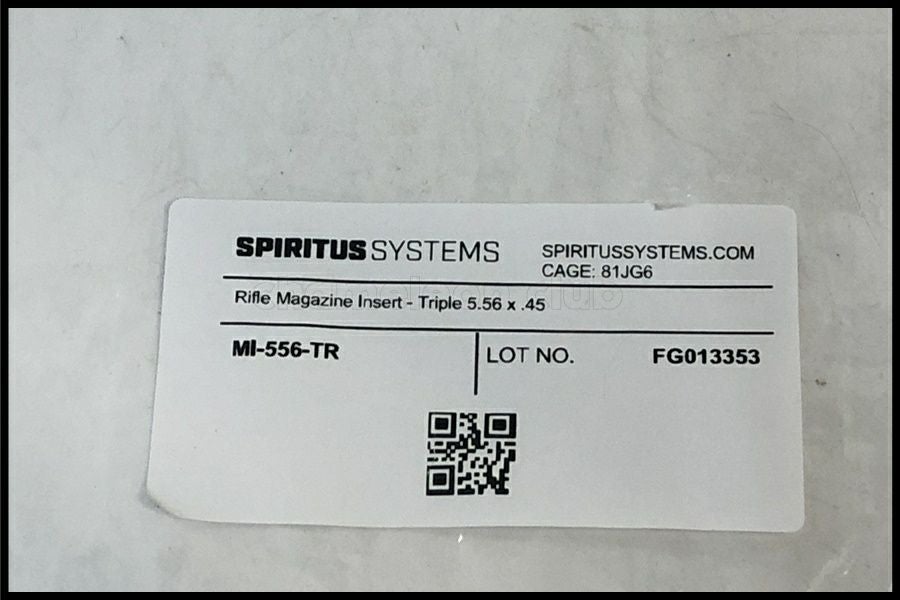 SPIRITUS SYSTEMS
SPIRITUSSYSTEMS.COM
CAGE: 81JG6
Rifle Magazine Insert - Triple 5.56 x .45
MI-556-TR
LOT NO. FG013353